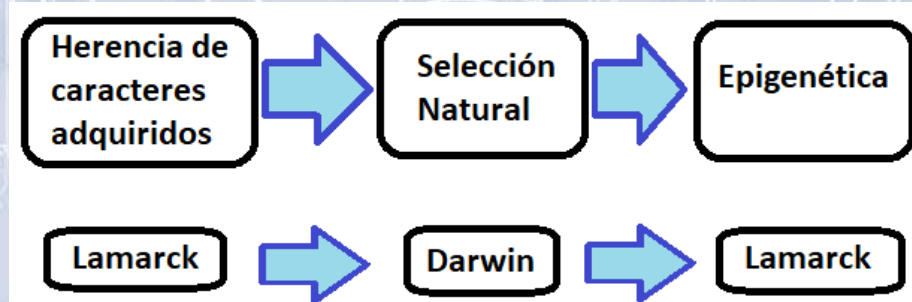 Herencia de
caracteres
adquiridos
Selección
Natural
Epigenética
Lamarck
Darwin
Lamarck